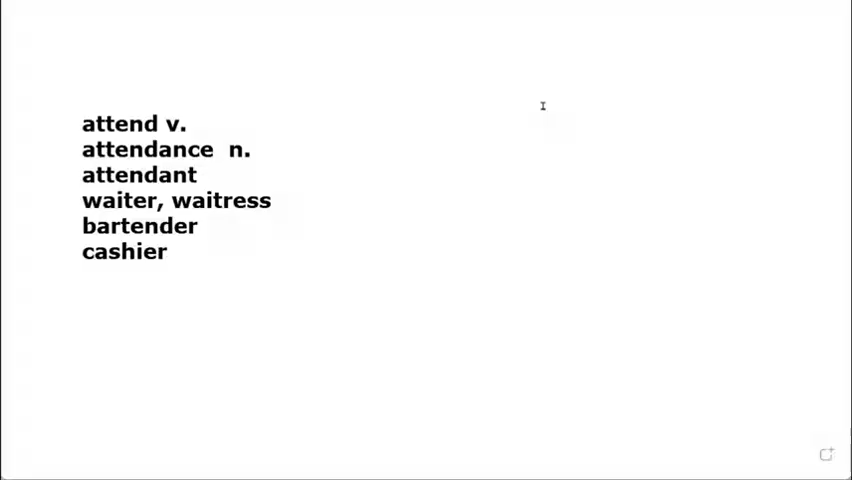 attend v.
attendance n.
attendant
waiter, waitress
bartender
cashier